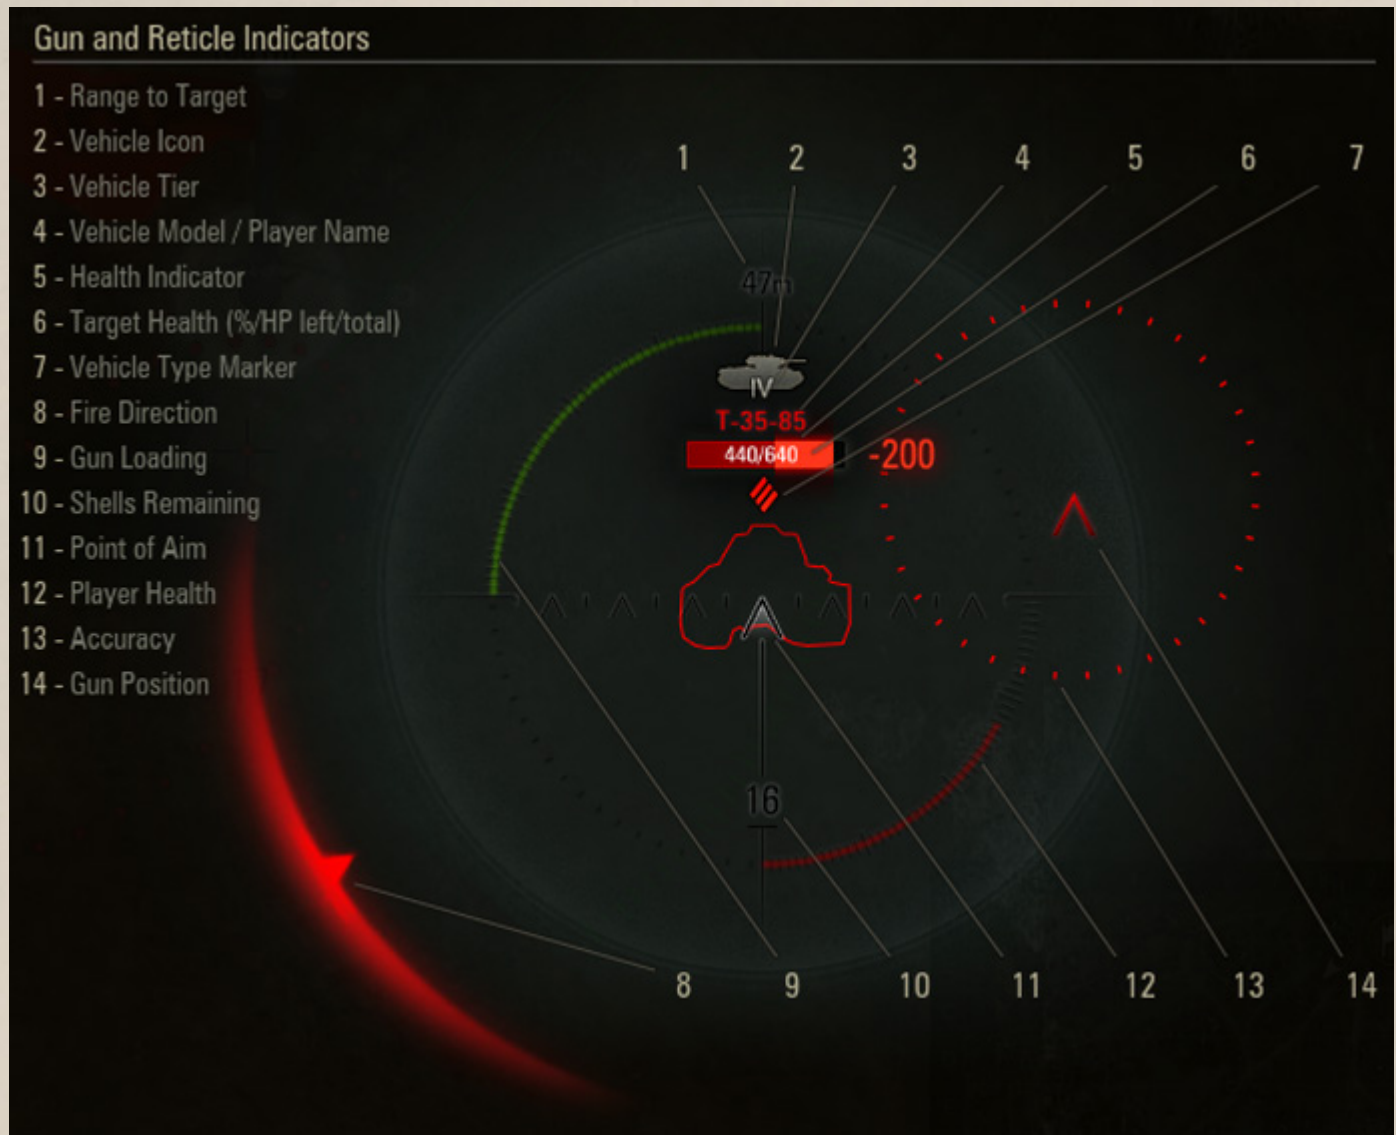 Gun and Reticle Indicators
1 - Range to Target
2 - Vehicle Icon
3 - Vehicle Tier
4 - Vehicle Model / Player Name
5 - Health Indicator
6 - Target Health (%/HP left/total)
7 - Vehicle Type Marker
8 - Fire Direction
9 - Gun Loading
10 - Shells Remaining
11 - Point of Aim
12 - Player Health
13 - Accuracy
14 - Gun Position
1 2 3 4 5 6 7
47m
IV
T-35-85
440/640 -200
16
8 9 10 11 12 13 14